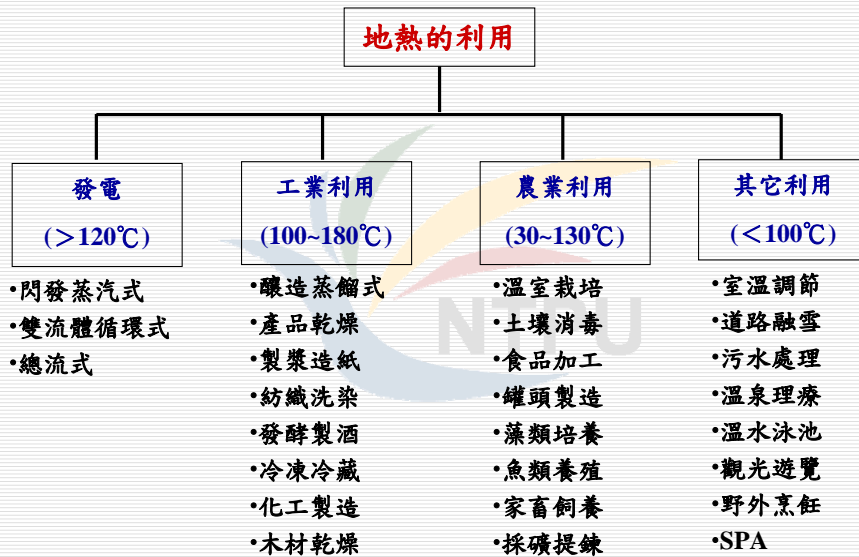 地熱的利用
發電
(＞120℃)
•閃發蒸汽式
•雙流體循環式
•總流式
工業利用
(100~180℃)
•釀造蒸餾式
•產品乾燥
•製漿造紙
•紡織洗染
•發酵製酒
•冷凍冷藏
•化工製造
•木材乾燥
農業利用
(30~130℃)
•溫室栽培
•土壤消毒
•食品加工
•罐頭製造
•藻類培養
•魚類養殖
•家畜飼養
•採礦提鍊
其它利用
(＜100℃)
•室溫調節
•道路融雪
•污水處理
•溫泉理療
•溫水泳池
•觀光遊覽
•野外烹飪
•SPA
NTPU